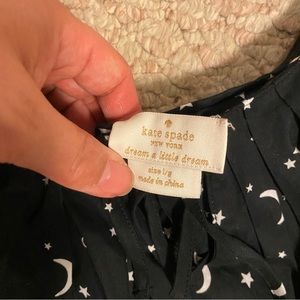 kate spade
NEW YORK
dream a little dream
size l/g
made in china